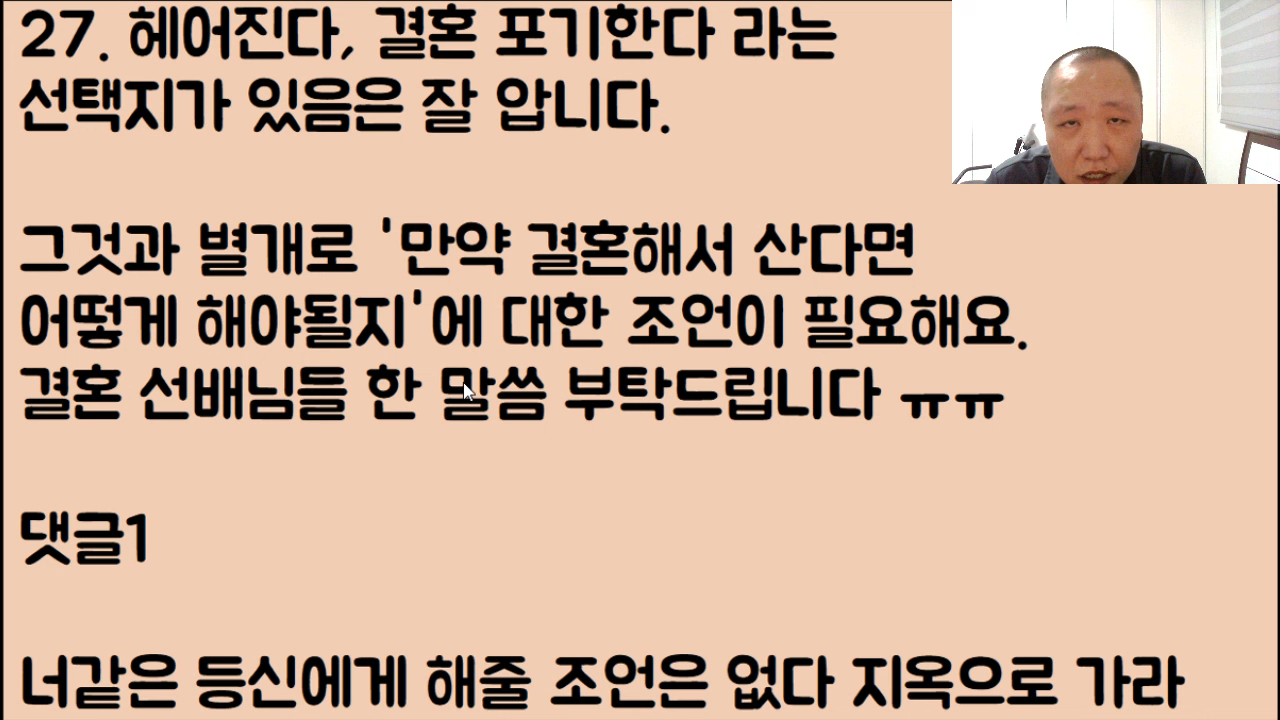 27. 헤어진다, 결혼 포기한다 라는
선택지가 있음은 잘 압니다.
그것과 별개로 '만약 결혼해서 산다면
어떻게 해야될지'에 대한 조언이 필요해요.
결혼 선배님들 한 말씀 부탁드립니다 ㅠㅠ
댓글1
너같은 등신에게 해줄 조언은 없다 지옥으로 가라